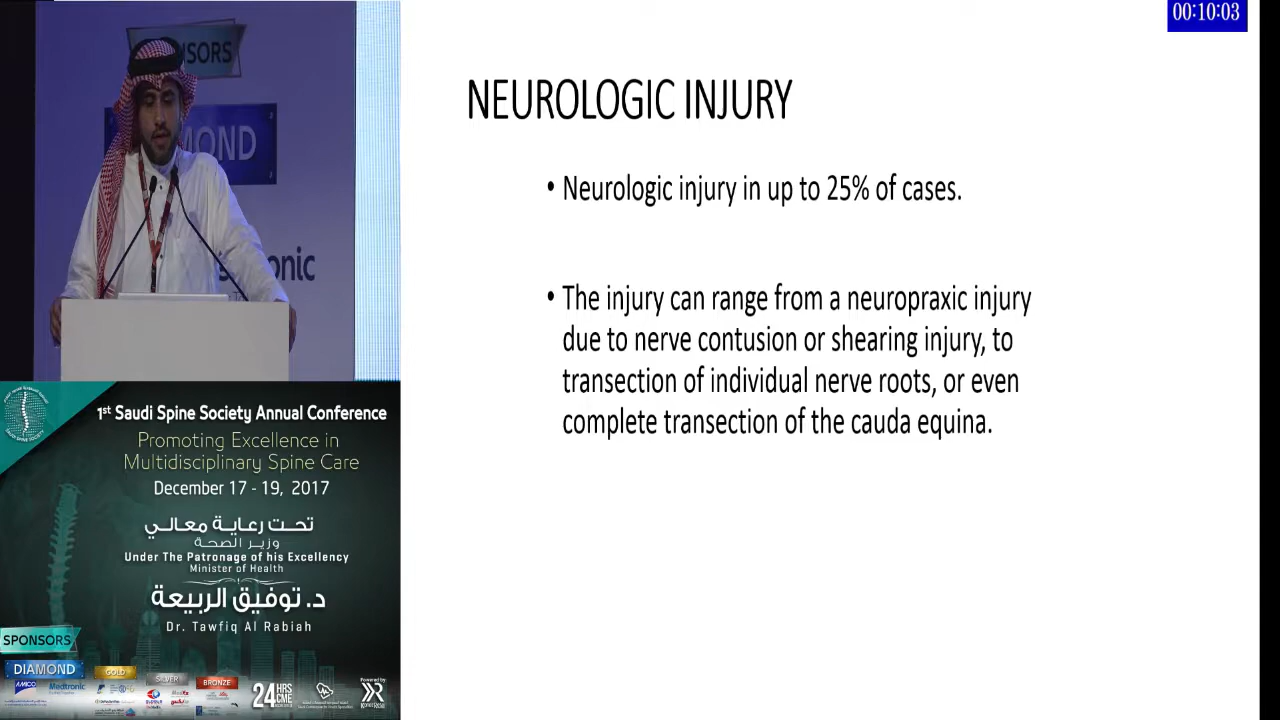 00:10:03
NEUROLOGIC INJURY
• Neurologic injury in up to 25% of cases.
• The injury can range from a neuropraxic injury
due to nerve contusion or shearing injury, to
transection of individual nerve roots, or even
complete transection of the cauda equina.
SORS
MOND
onic
1st Saudi Spine Society Annual Conference
Promoting Excellence in
Multidisciplinary Spine Care
December 17 - 19, 2017
تحت رعاية معالي
وزير الصحة
Under The Patronage of his Excellency
Minister of Health
د. توفيق الربيعة
Dr. Tawfiq Al Rabiah
SPONSORS
DIAMOND
GOLD
SILVER
BRONZE
AMICO
Medtronic
24 HRS
CME
Powered by